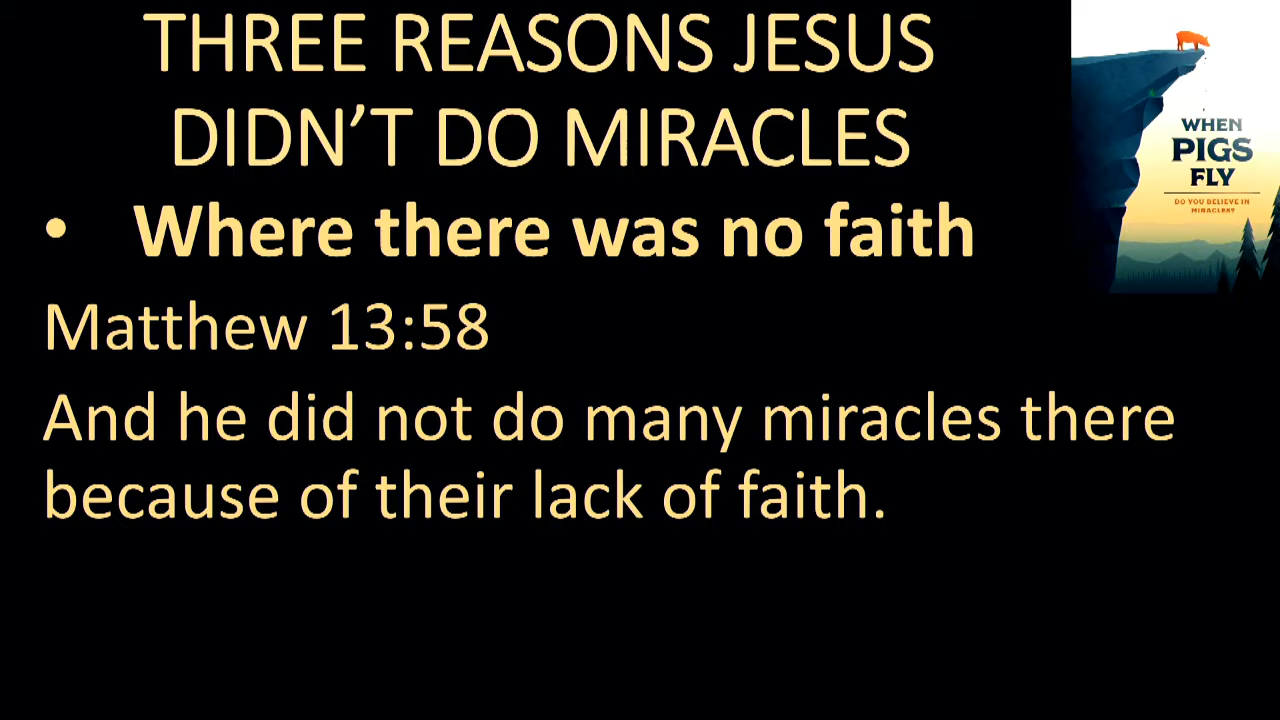 THREE REASONS JESUS
DIDN’T DO MIRACLES
• Where there was no faith
Matthew 13:58
And he did not do many miracles there
because of their lack of faith.
WHEN
PIGS
FLY
DO YOU BELIEVE IN
MIRACLES?